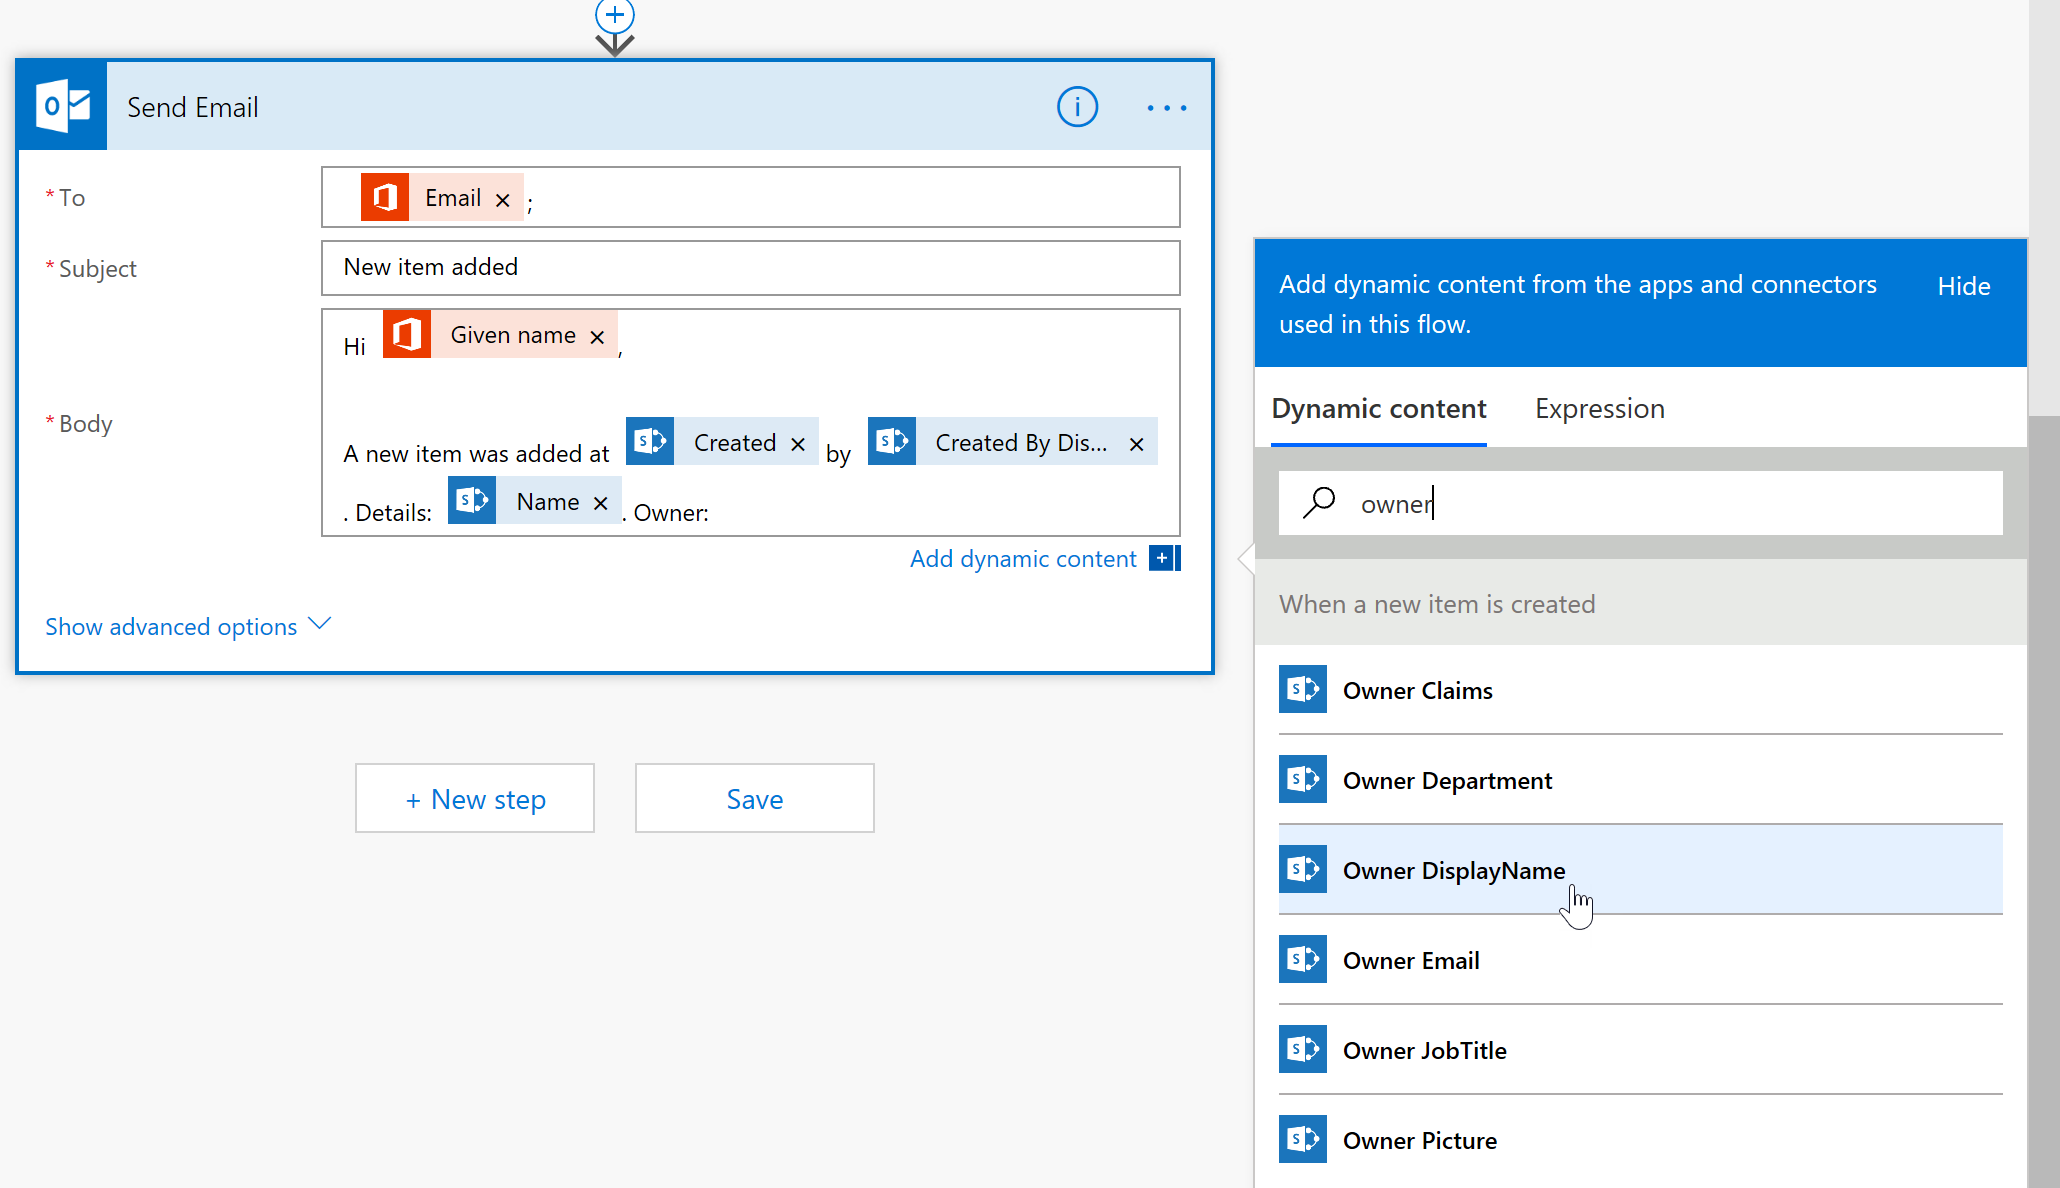 Send Email
* To
Email × ;
* Subject
New item added
* Body
Hi Given name × ,
A new item was added at Created × by Created By Dis... ×
. Details: Name × . Owner:
Add dynamic content
Show advanced options
+ New step
Save
Add dynamic content from the apps and connectors
used in this flow.
Hide
Dynamic content
Expression
owner
When a new item is created
Owner Claims
Owner Department
Owner DisplayName
Owner Email
Owner JobTitle
Owner Picture